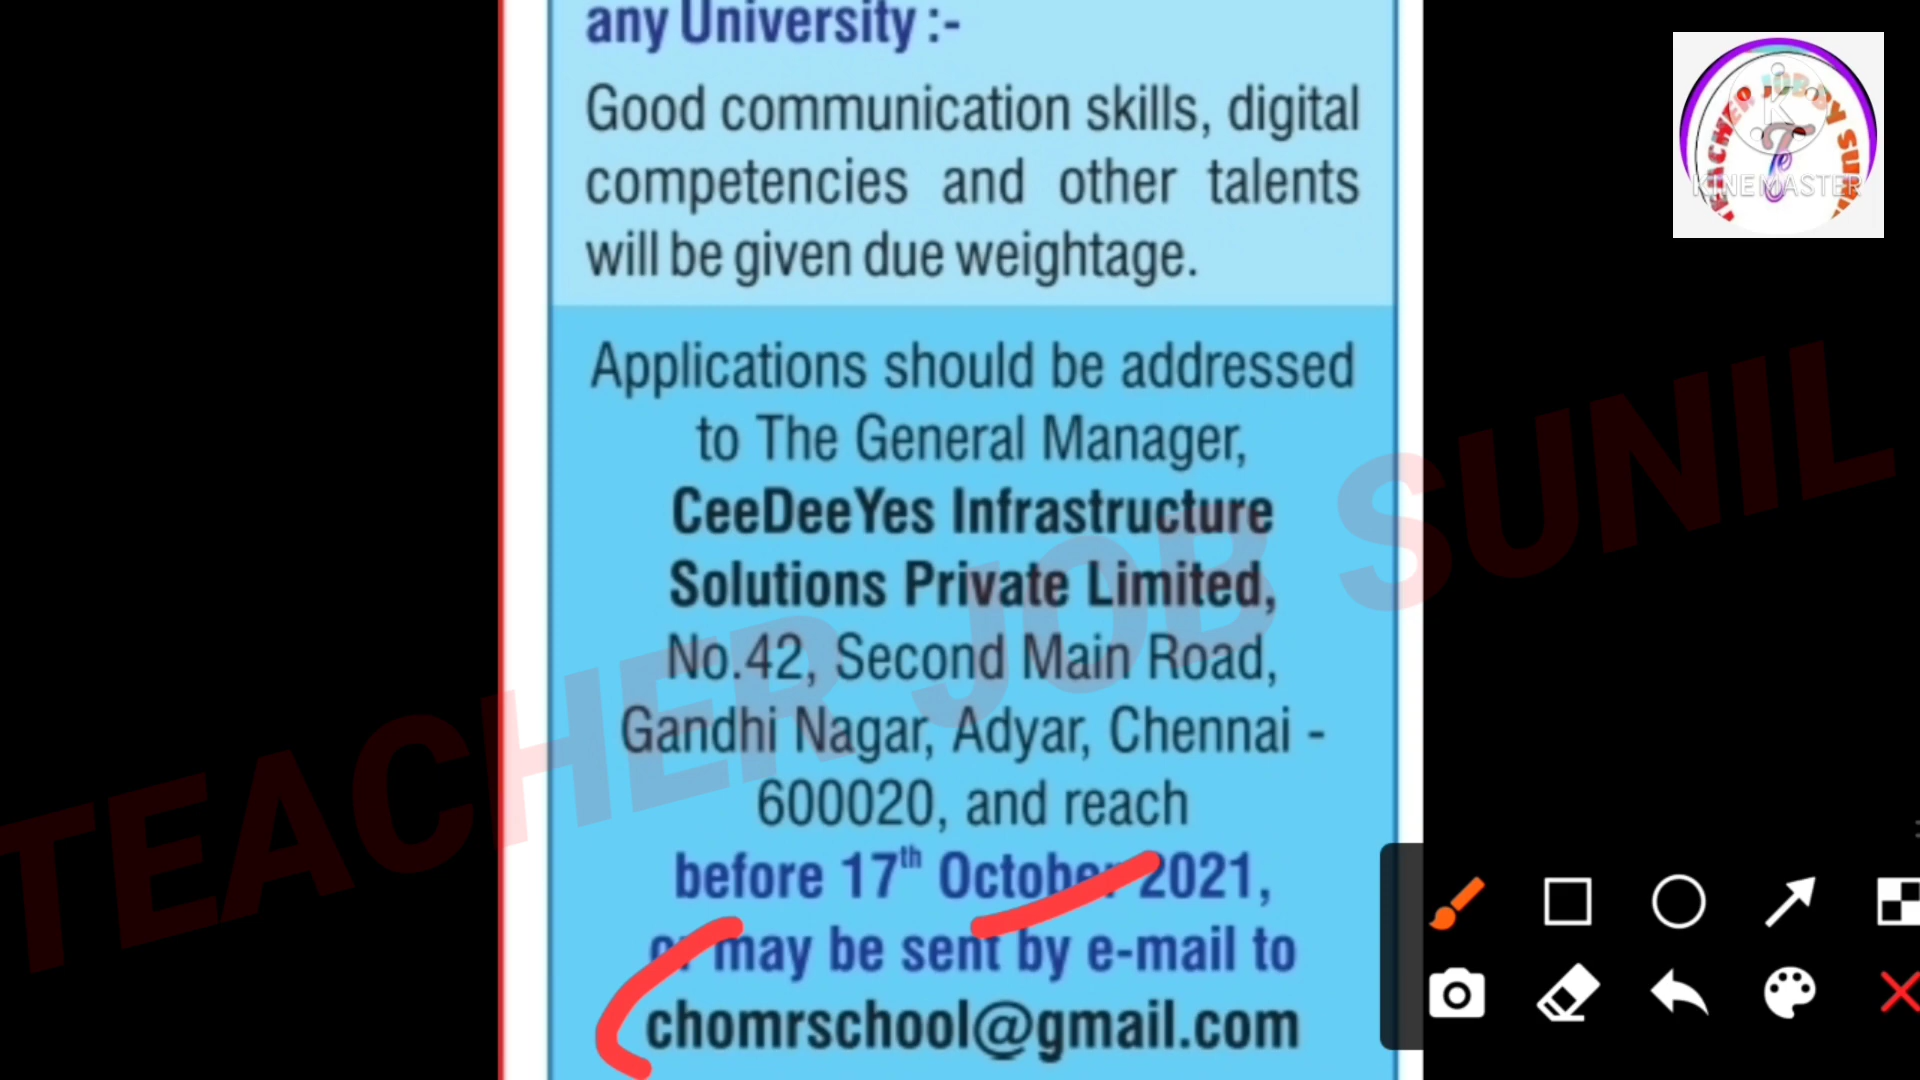 any University :-
Good communication skills, digital
competencies and other talents
will be given due weightage.
Applications should be addressed
to The General Manager,
CeeDeeYes Infrastructure
Solutions Private Limited,
No.42, Second Main Road,
Gandhi Nagar, Adyar, Chennai -
600020, and reach
before 17th October 2021,
or may be sent by e-mail to
chomrschool@gmail.com
TEACHER JOB SUNIL
KINEMASTER